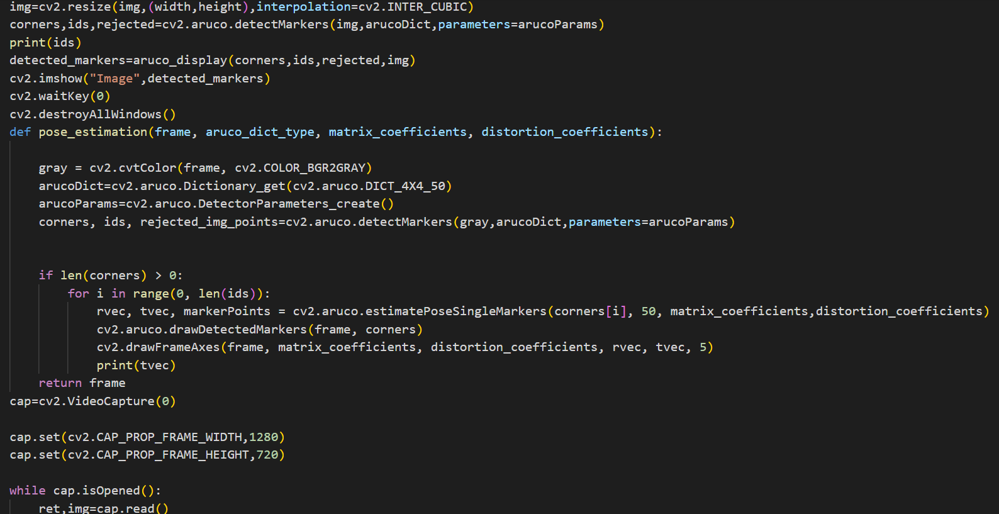 img=cv2.resize(img,(width,height),interpolation=cv2.INTER_CUBIC)
corners,ids,rejected=cv2.aruco.detectMarkers(img,arucoDict,parameters=arucoParams)
print(ids)
detected_markers=aruco_display(corners,ids,rejected,img)
cv2.imshow("Image",detected_markers)
cv2.waitKey(0)
cv2.destroyAllWindows()
def pose_estimation(frame, aruco_dict_type, matrix_coefficients, distortion_coefficients):
    gray = cv2.cvtColor(frame, cv2.COLOR_BGR2GRAY)
    arucoDict=cv2.aruco.Dictionary_get(cv2.aruco.DICT_4X4_50)
    arucoParams=cv2.aruco.DetectorParameters_create()
    corners, ids, rejected_img_points=cv2.aruco.detectMarkers(gray,arucoDict,parameters=arucoParams)
    if len(corners) > 0:
        for i in range(0, len(ids)):
            rvec, tvec, markerPoints = cv2.aruco.estimatePoseSingleMarkers(corners[i], 50, matrix_coefficients,distortion_coefficients)
            cv2.aruco.drawDetectedMarkers(frame, corners)
            cv2.drawFrameAxes(frame, matrix_coefficients, distortion_coefficients, rvec, tvec, 5)
            print(tvec)
    return frame
cap=cv2.VideoCapture(0)
cap.set(cv2.CAP_PROP_FRAME_WIDTH,1280)
cap.set(cv2.CAP_PROP_FRAME_HEIGHT,720)
while cap.isOpened():
    ret,img=cap.read()